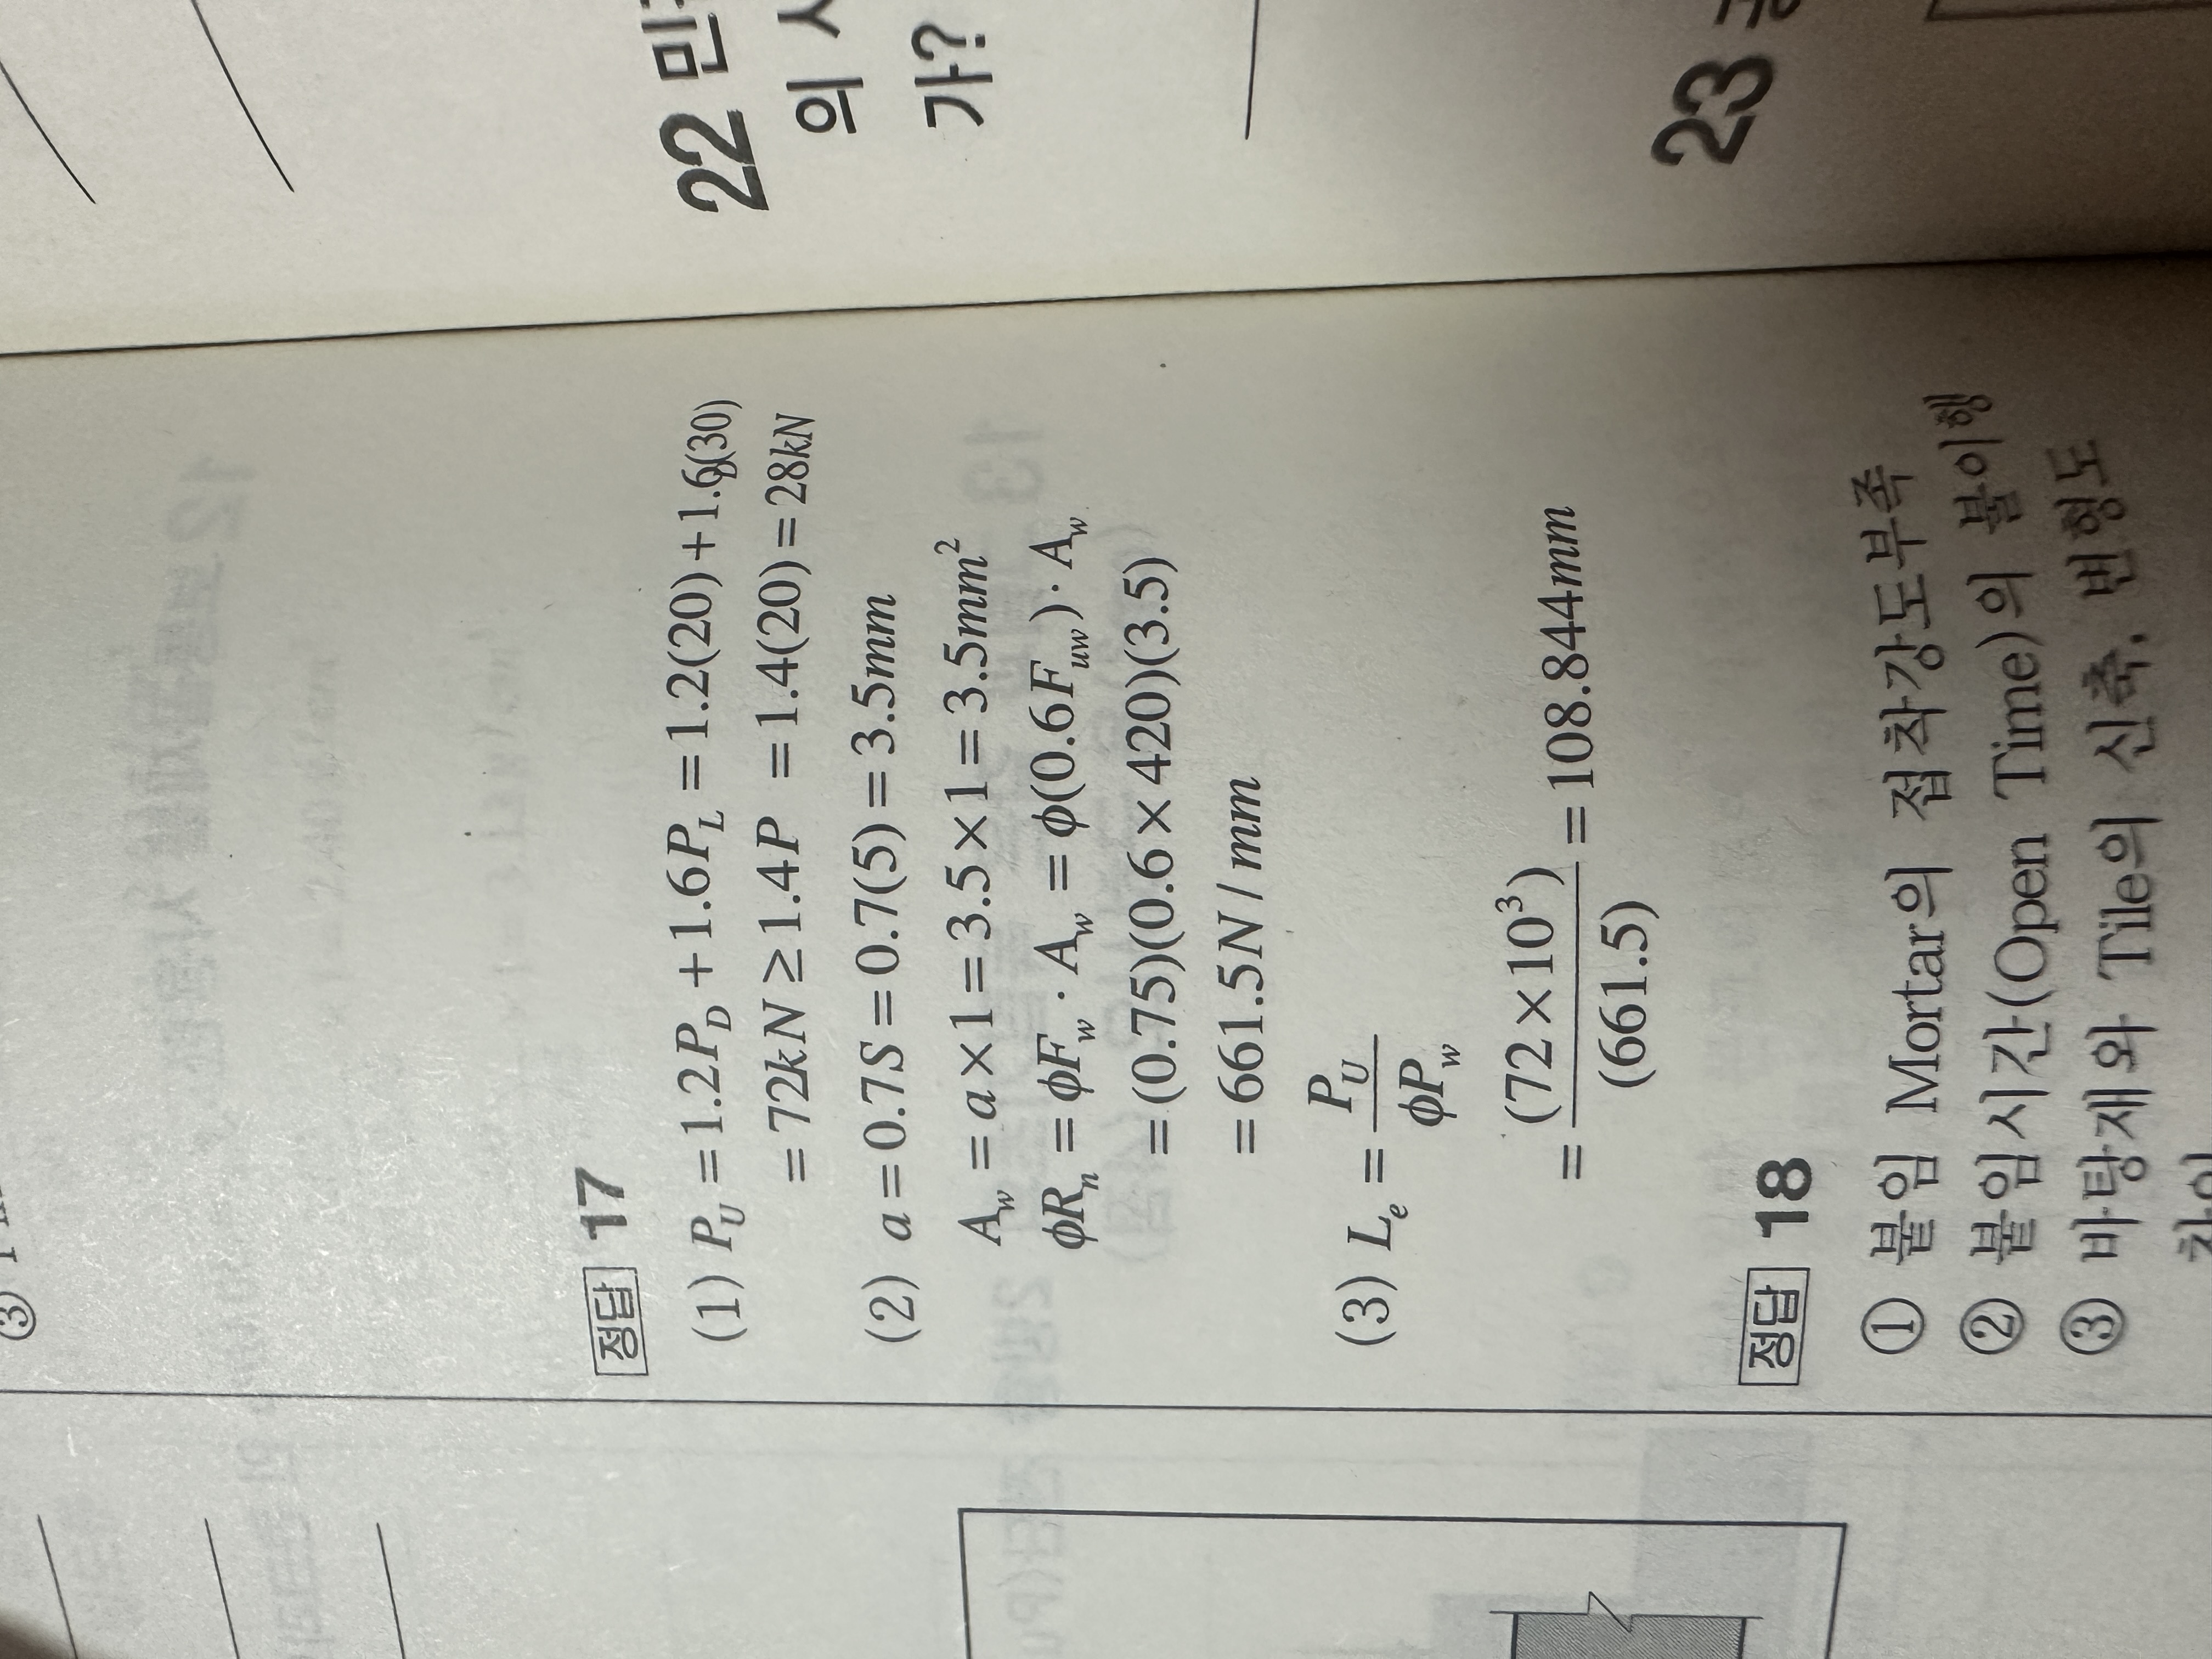 정답 17
(1) P_U = 1.2P_D + 1.6P_L = 1.2(20) + 1.6(30)
= 72kN ≥ 1.4P = 1.4(20) = 28kN
(2) a = 0.7S = 0.7(5) = 3.5mm
A_w = a × 1 = 3.5 × 1 = 3.5mm²
ϕR_n = ϕF_w · A_w = ϕ(0.6F_uw) · A_w
= (0.75)(0.6 × 420)(3.5)
= 661.5N/mm
(3) L_e = P_U / ϕP_w
= (72 × 10³) / (661.5) = 108.844mm
정답 18
① 붙임 Mortar의 접착강도부족
② 붙임시간(Open Time)의 불이행
③ 바탕재와 Tile의 신축, 변형도
22 민
의
가?
23
③